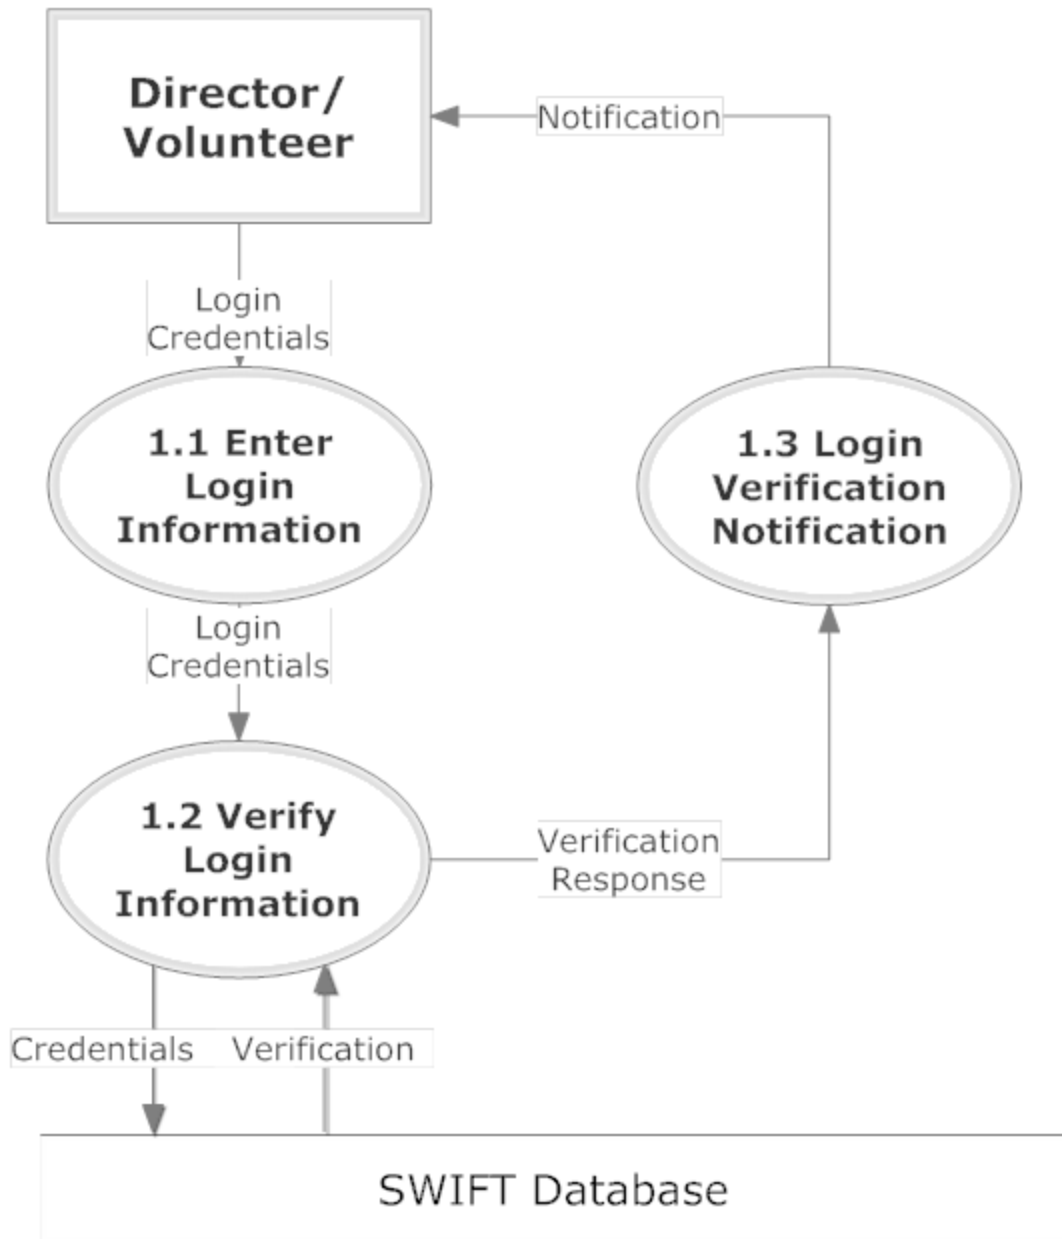 Director/
Volunteer
Notification
Login
Credentials
1.1 Enter
Login
Information
1.3 Login
Verification
Notification
Login
Credentials
1.2 Verify
Login
Information
Verification
Response
Credentials
Verification
SWIFT Database